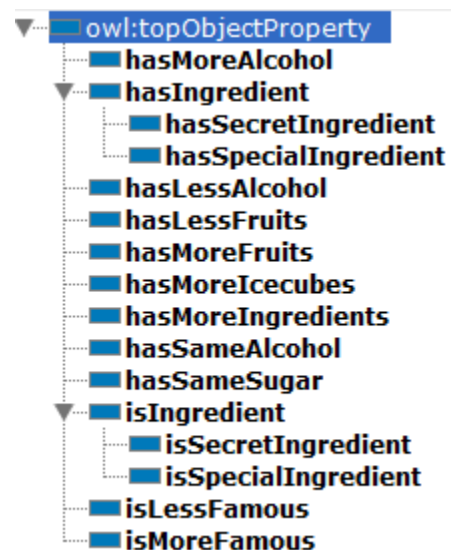 owl:topObjectProperty
hasMoreAlcohol
hasIngredient
hasSecretIngredient
hasSpecialIngredient
hasLessAlcohol
hasLessFruits
hasMoreFruits
hasMoreIcecubes
hasMoreIngredients
hasSameAlcohol
hasSameSugar
isIngredient
isSecretIngredient
isSpecialIngredient
isLessFamous
isMoreFamous